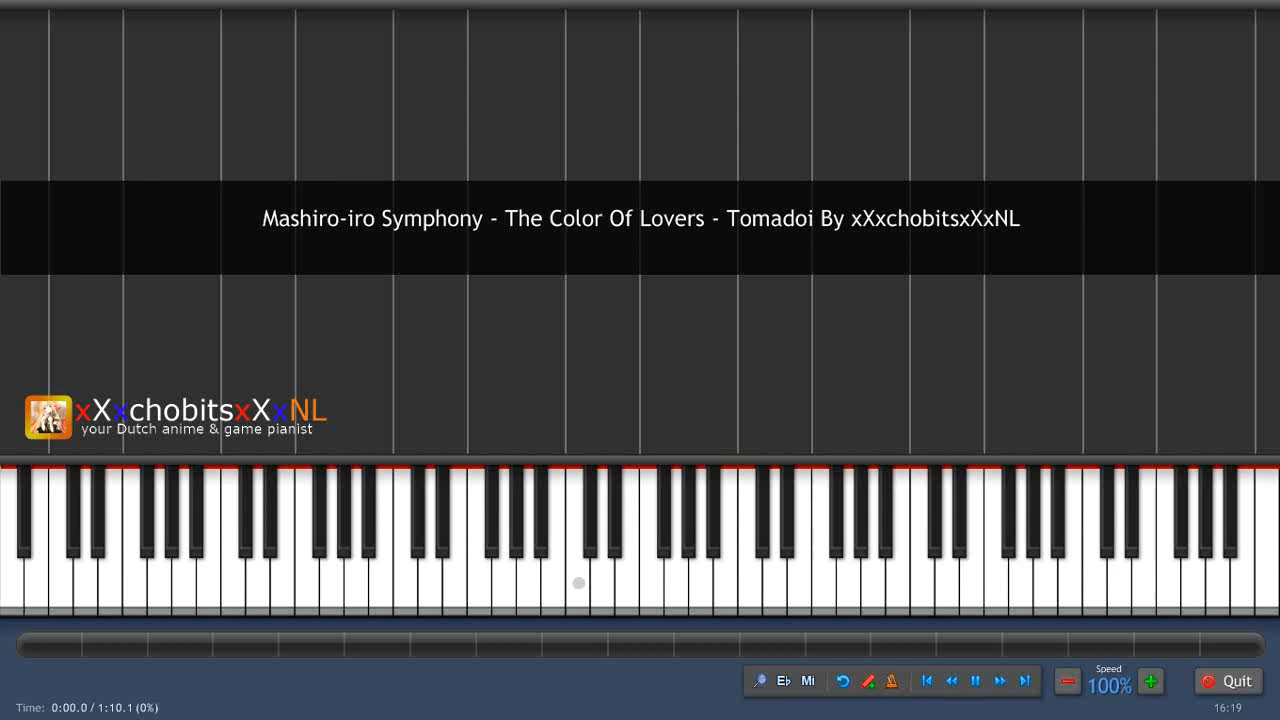 Mashiro-iro Symphony - The Color Of Lovers - Tomadoi By xXxchobitsxXxNL
xXxchobitsxXxNL
your Dutch anime & game pianist
E♭ Mi
Speed
100%
Quit
Time: 0:00.0 / 1:10.1 (0%)
16:19